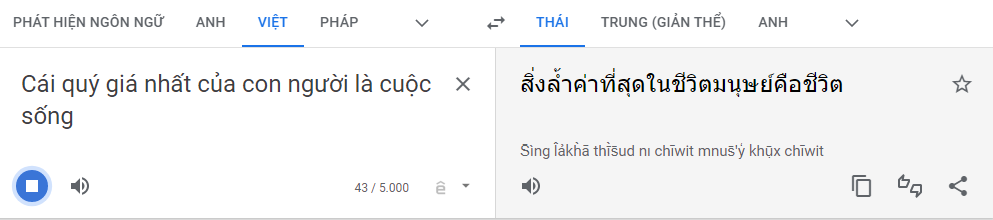 PHÁT HIỆN NGÔN NGỮ ANH VIỆT PHÁP THÁI TRUNG (GIẢN THỂ) ANH
Cái quý giá nhất của con người là cuộc
sống
สิ่งล้ำค่าที่สุดในชีวิตมนุษย์คือชีวิต
S̄ìng l̂ảkh̀ā thī̀s̄ud nı chīwit mnus̄ʹy̒ khụ̄x chīwit
43 / 5.000 ê